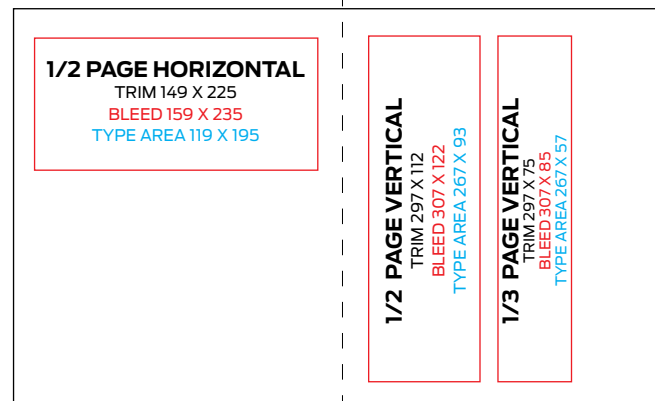 1/2 PAGE HORIZONTAL
TRIM 149 X 225
BLEED 159 X 235
TYPE AREA 119 X 195
1/2 PAGE VERTICAL
TRIM 297 X 112
BLEED 307 X 122
TYPE AREA 267 X 93
1/3 PAGE VERTICAL
TRIM 297 X 75
BLEED 307 X 85
TYPE AREA 267 X 57